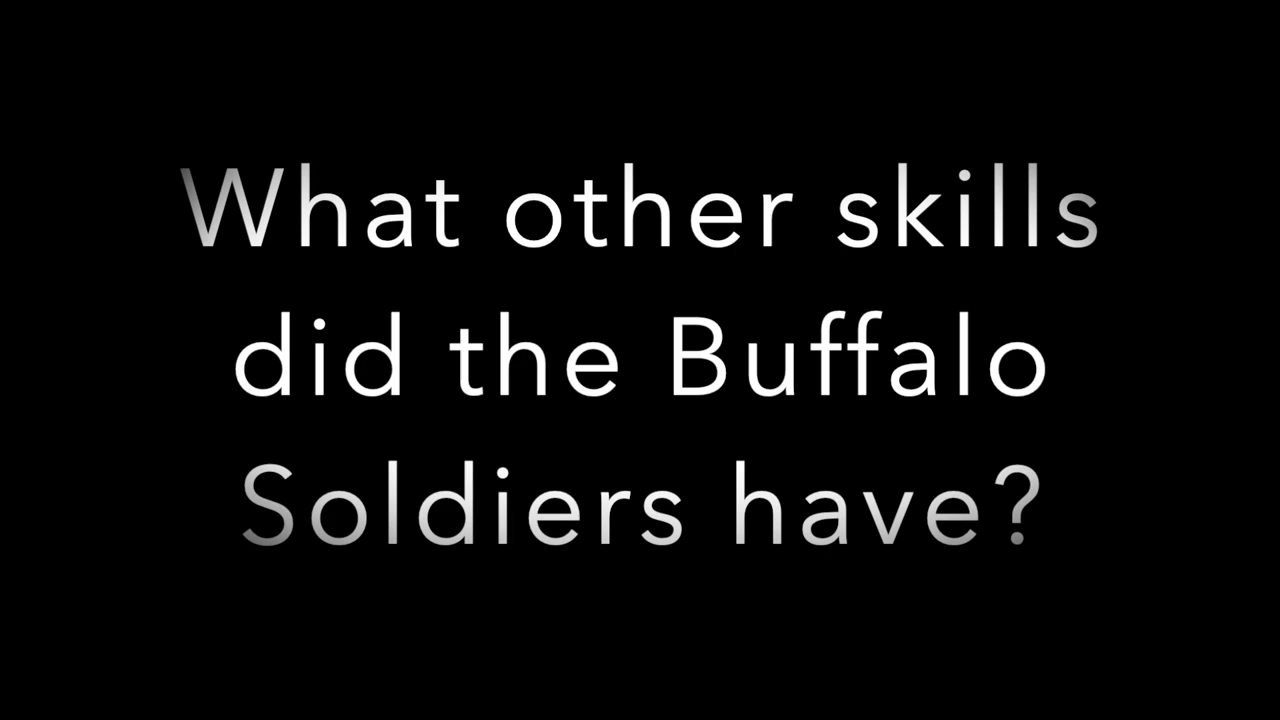 What other skills
did the Buffalo
Soldiers have?